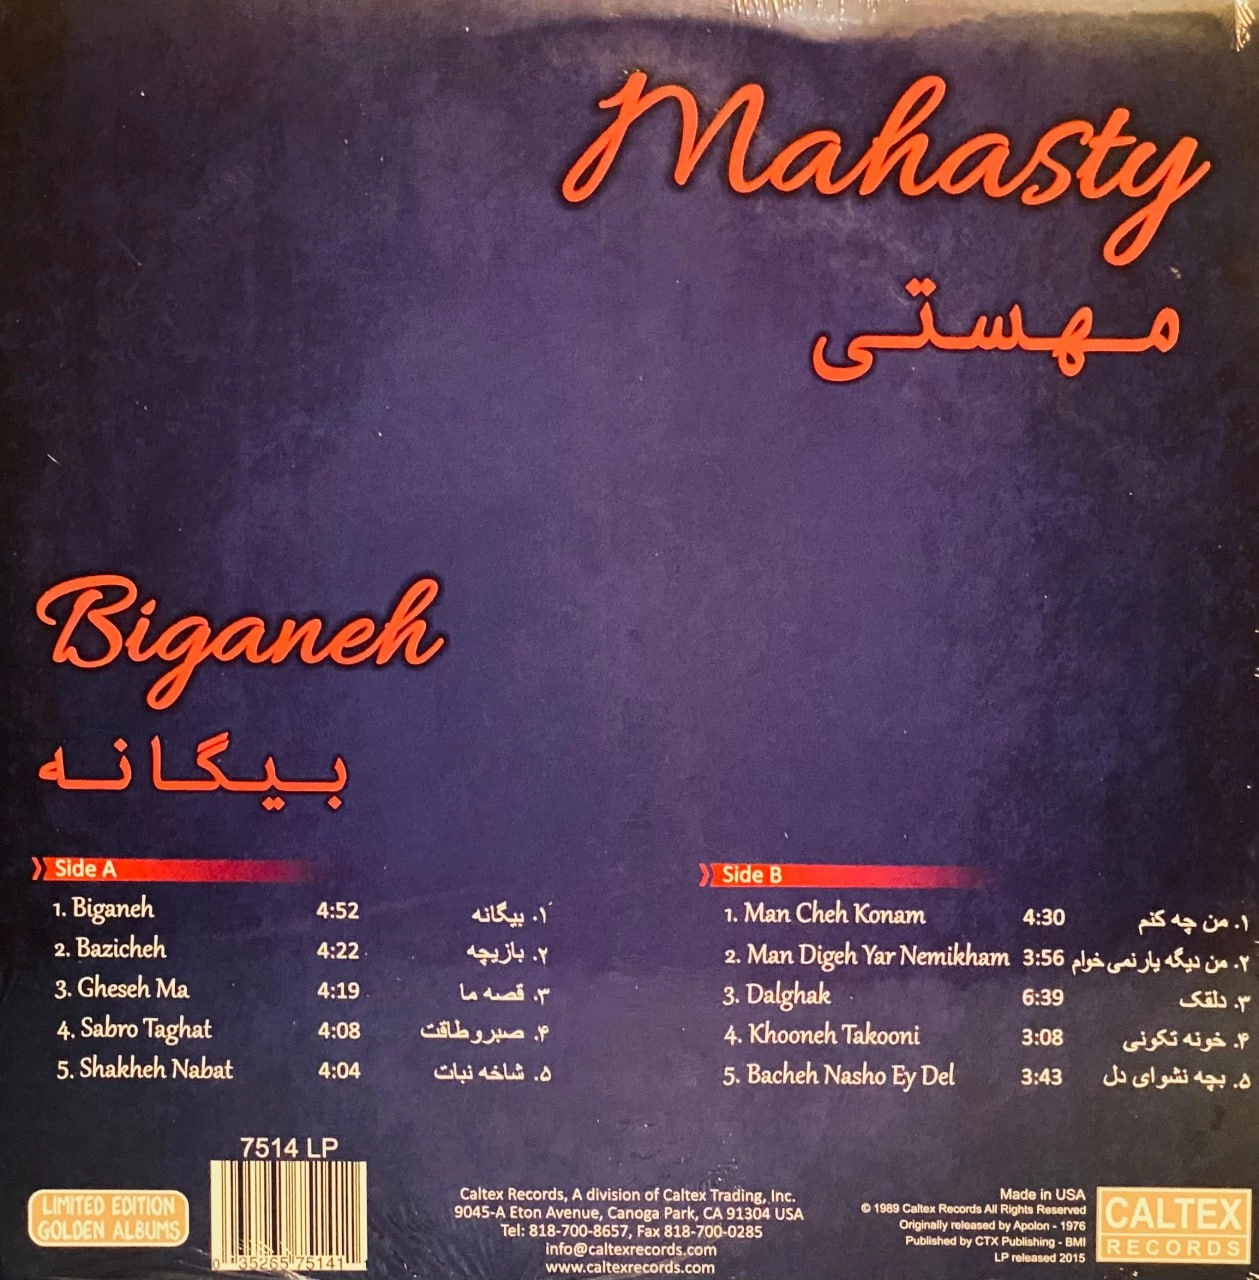 Mahasty
مهستی
Biganeh
بیگانه
Side A
1. Biganeh 4:52 ۱. بیگانه
2. Bazicheh 4:22 ۲. بازیچه
3. Gheseh Ma 4:19 ۳. قصه ما
4. Sabro Taghat 4:08 ۴. صبر و طاقت
5. Shakheh Nabat 4:04 ۵. شاخه نبات
Side B
1. Man Cheh Konam 4:30 ۱. من چه کنم
2. Man Digeh Yar Nemikham 3:56 ۲. من دیگه یار نمی خوام
3. Dalghak 6:39 ۳. دلقک
4. Khooneh Takooni 3:08 ۴. خونه تکونی
5. Bacheh Nasho Ey Del 3:43 ۵. بچه نشو ای دل
7514 LP
0 35265 75141
LIMITED EDITION
GOLDEN ALBUMS
Caltex Records, A division of Caltex Trading, Inc.
9045-A Eton Avenue, Canoga Park, CA 91304 USA
Tel: 818-700-8657, Fax 818-700-0285
info@caltexrecords.com
www.caltexrecords.com
Made in USA
© 1989 Caltex Records All Rights Reserved
Originally released by Apolon - 1976
Published by CTX Publishing - BMI
LP released 2015
CALTEX
RECORDS